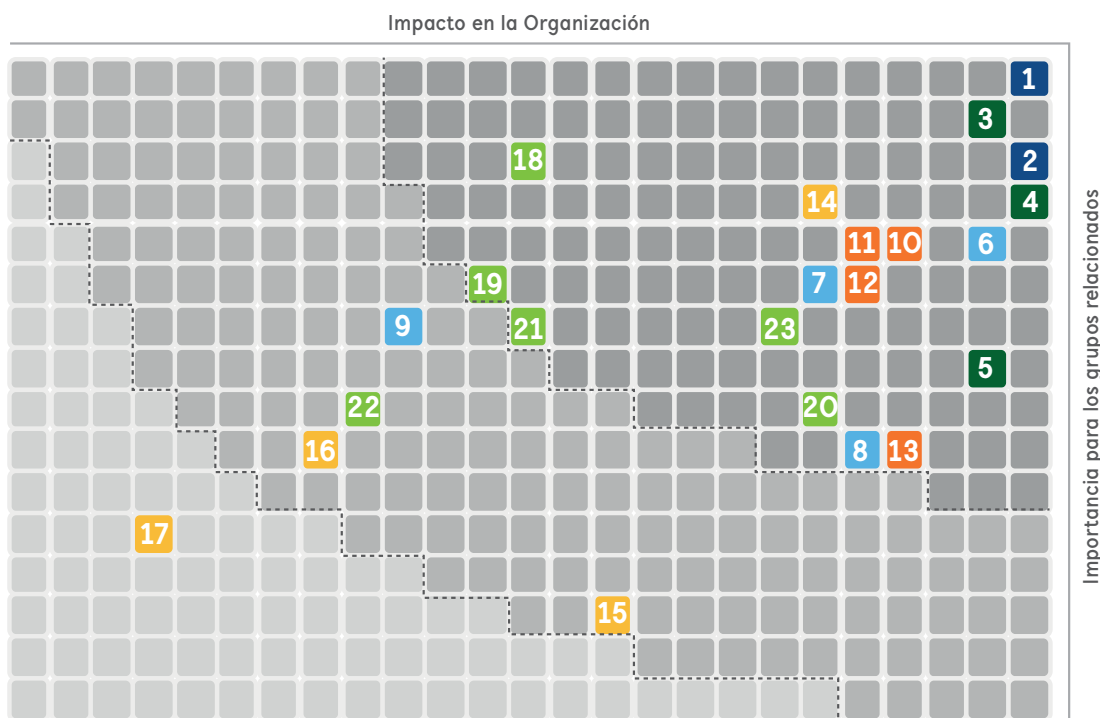 Impacto en la Organización
1
3
18 2
14 4
11 10 6
19 7 12
9 21 23
5
22 20
16 8 13
17
15
Importancia para los grupos relacionados